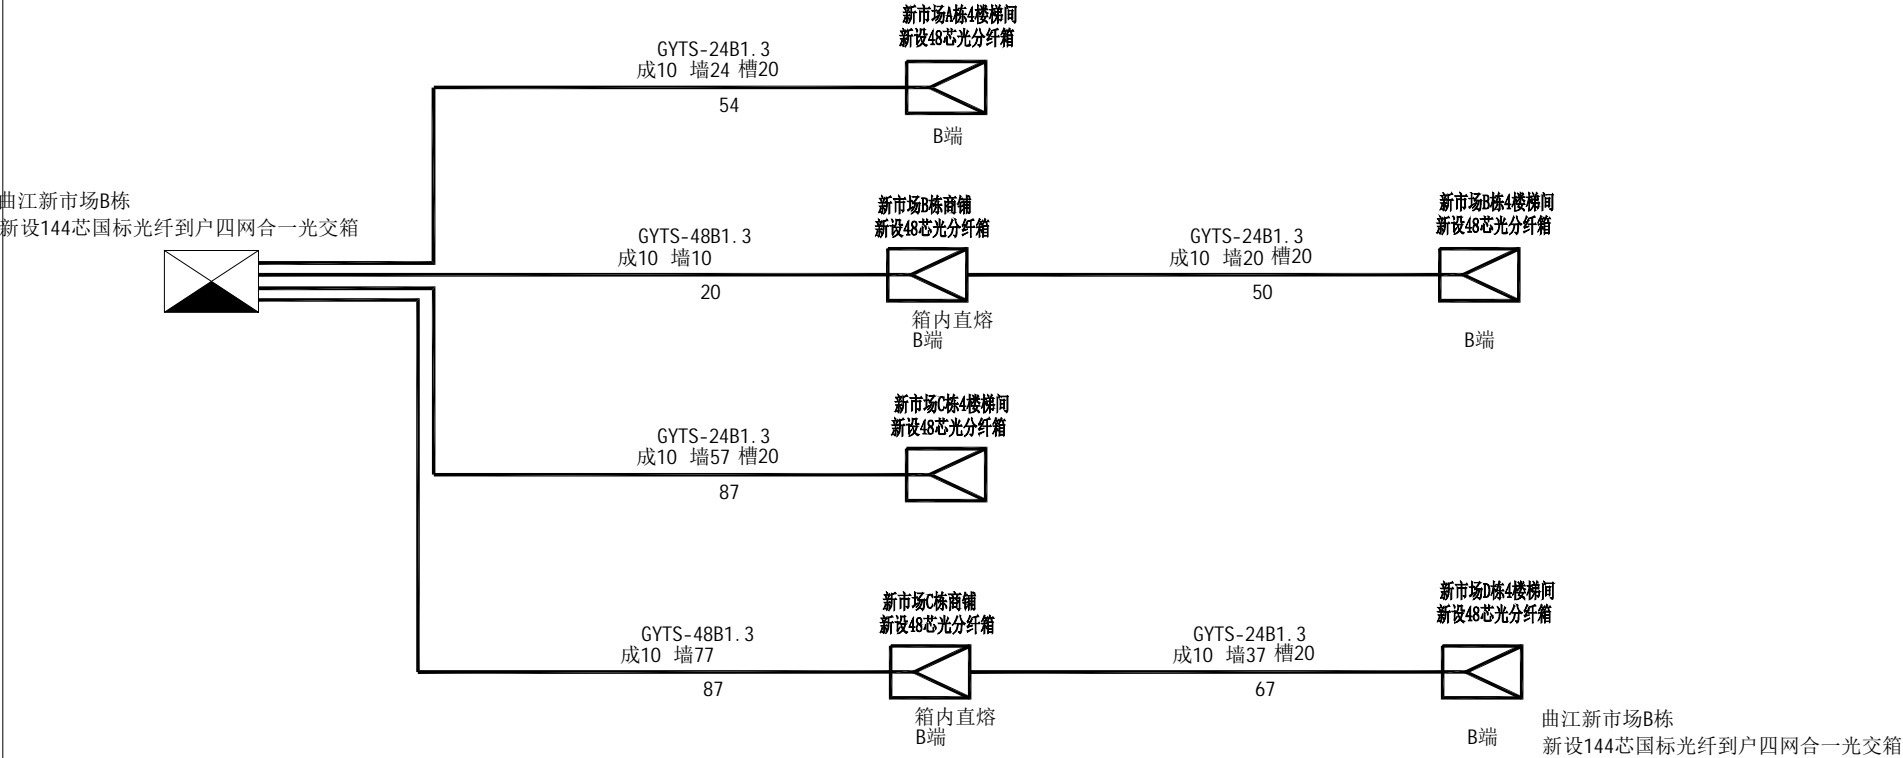 新市场A栋4楼梯间
新设48芯光分纤箱
GYTS-24B1.3
成10 墙24 槽20
54
B端
曲江新市场B栋
新设144芯国标光纤到户四网合一光交箱
新市场B栋商铺
新设48芯光分纤箱
GYTS-48B1.3
成10 墙10
20
箱内直熔
B端
新市场B栋4楼梯间
新设48芯光分纤箱
GYTS-24B1.3
成10 墙20 槽20
50
B端
新市场C栋4楼梯间
新设48芯光分纤箱
GYTS-24B1.3
成10 墙57 槽20
87
新市场C栋商铺
新设48芯光分纤箱
GYTS-48B1.3
成10 墙77
87
箱内直熔
B端
新市场D栋4楼梯间
新设48芯光分纤箱
GYTS-24B1.3
成10 墙37 槽20
67
B端
曲江新市场B栋
新设144芯国标光纤到户四网合一光交箱